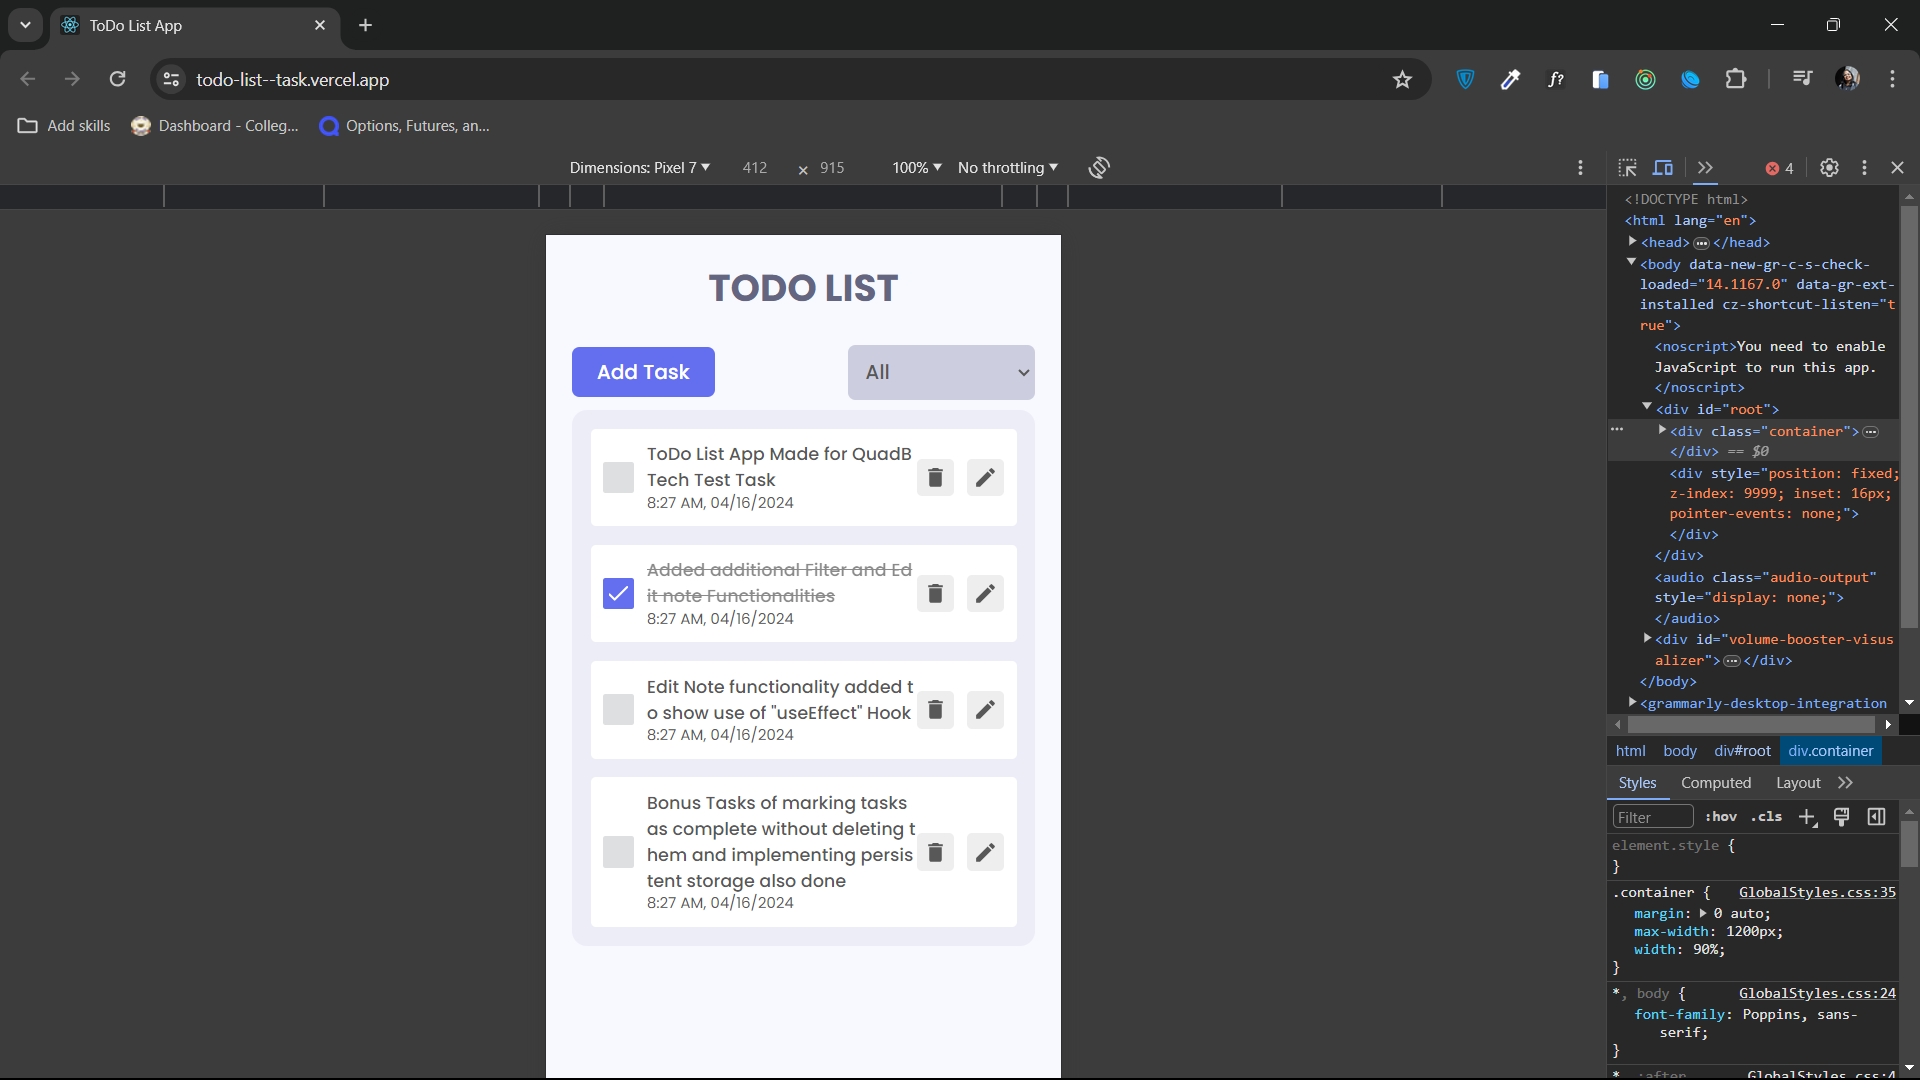 ToDo List App
todo-list--task.vercel.app
f?
Add skills
Dashboard - Colleg...
Options, Futures, an...
Dimensions: Pixel 7
412
×
915
100%
No throttling
4
TODO LIST
Add Task
All
ToDo List App Made for QuadB
Tech Test Task
8:27 AM, 04/16/2024
Added additional Filter and Ed
it note Functionalities
8:27 AM, 04/16/2024
Edit Note functionality added t
o show use of "useEffect" Hook
8:27 AM, 04/16/2024
Bonus Tasks of marking tasks
as complete without deleting t
hem and implementing persis
tent storage also done
8:27 AM, 04/16/2024
<!DOCTYPE html>
<html lang="en">
<head> … </head>
<body data-new-gr-c-s-check-
loaded="14.1167.0" data-gr-ext-
installed cz-shortcut-listen="t
rue">
<noscript>You need to enable
JavaScript to run this app.
</noscript>
<div id="root">
<div class="container"> …
</div> == $0
<div style="position: fixed;
z-index: 9999; inset: 16px;
pointer-events: none;">
</div>
</div>
<audio class="audio-output"
style="display: none;">
</audio>
<div id="volume-booster-visus
alizer"> … </div>
</body>
<grammarly-desktop-integration
html body div#root div.container
Styles Computed Layout
Filter :hov .cls
element.style {
}
.container { GlobalStyles.css:35
margin: 0 auto;
max-width: 1200px;
width: 90%;
}
*, body { GlobalStyles.css:24
font-family: Poppins, sans-
serif;
}
* :after GlobalStyles.css:4